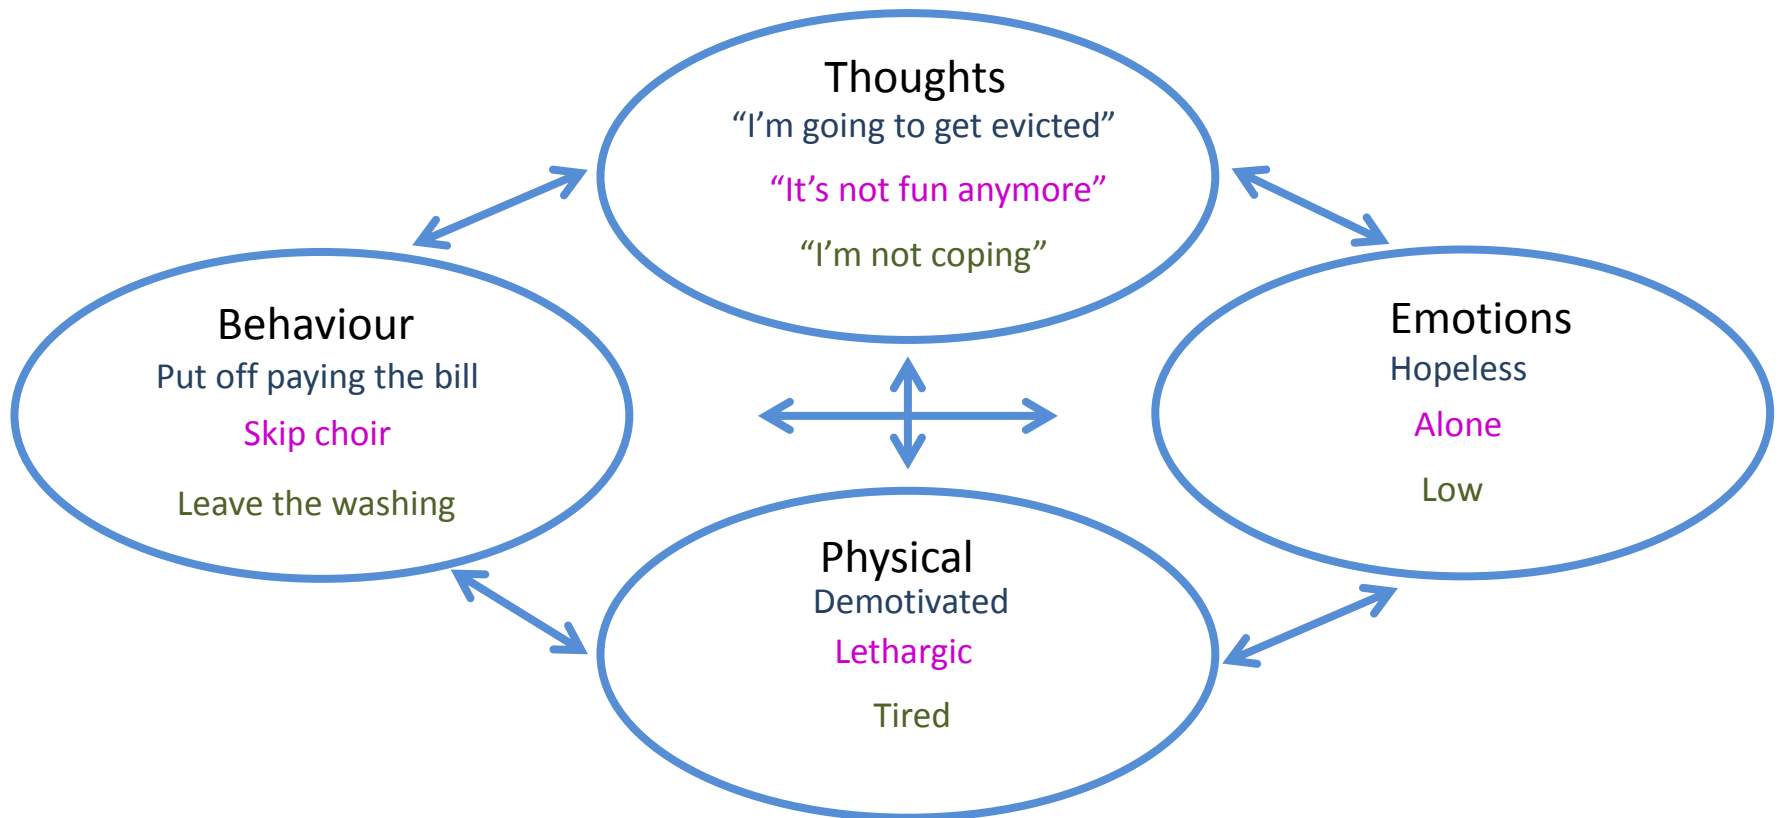 Thoughts
“I’m going to get evicted”
“It’s not fun anymore”
“I’m not coping”
Behaviour
Put off paying the bill
Skip choir
Leave the washing
Emotions
Hopeless
Alone
Low
Physical
Demotivated
Lethargic
Tired